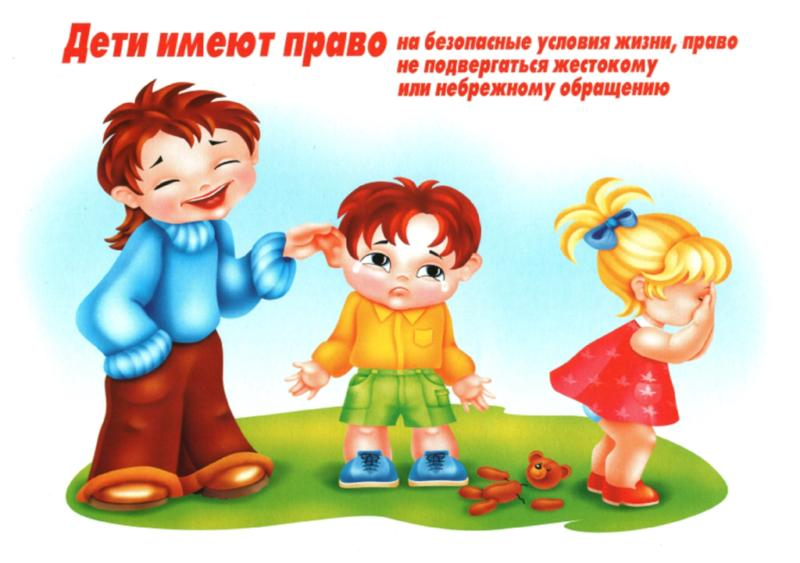 Дети имеют право на безопасные условия жизни, право
не подвергаться жестокому
или небрежному обращению